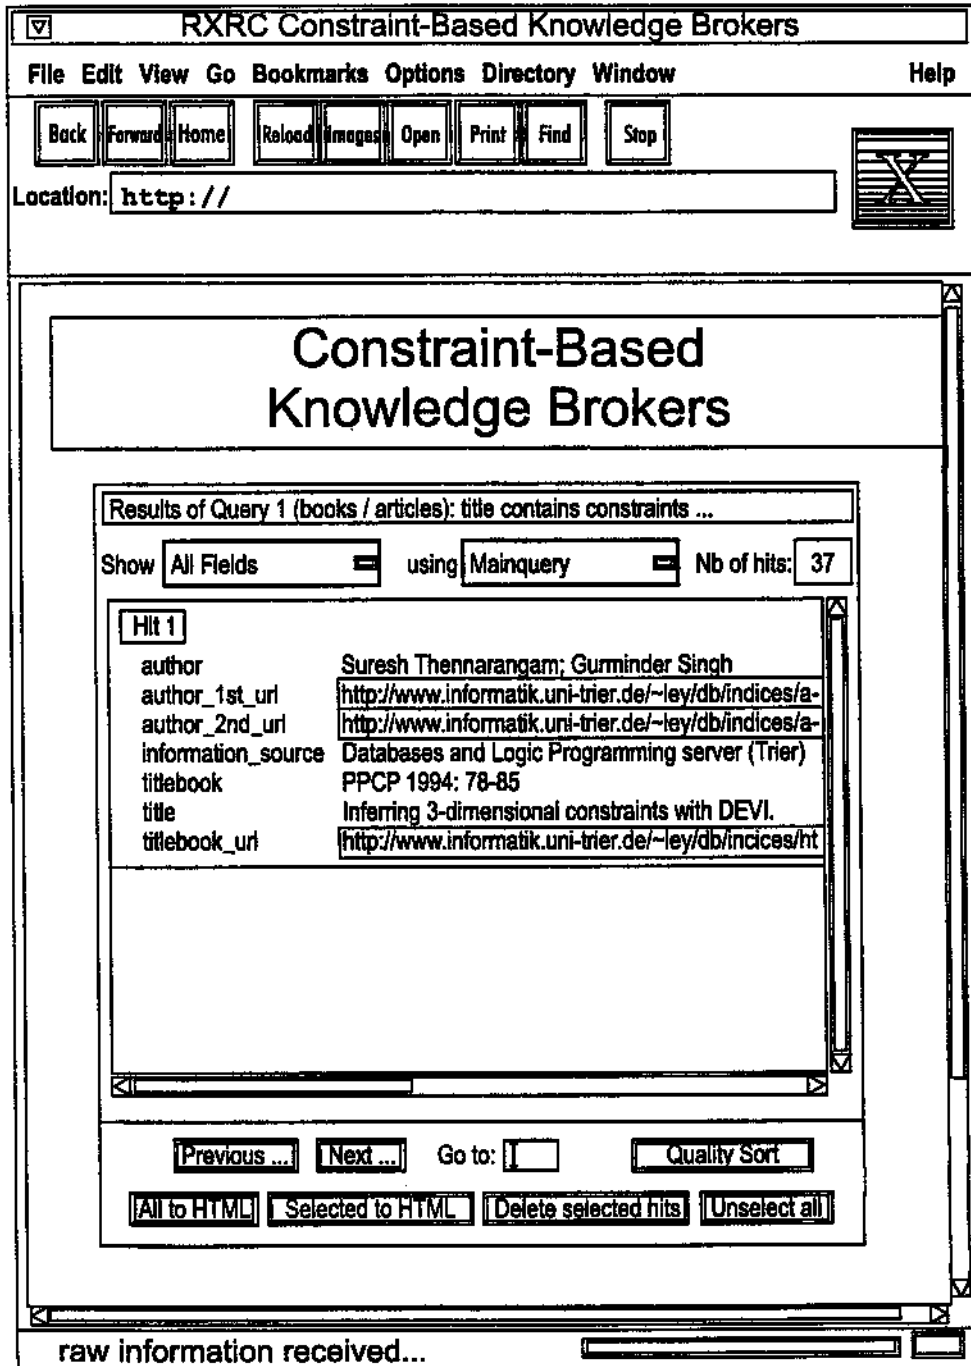 RXRC Constraint-Based Knowledge Brokers
File Edit View Go Bookmarks Options Directory Window Help
Back Forward Home Reload Images Open Print Find Stop
X
Location: http://
Constraint-Based
Knowledge Brokers
Results of Query 1 (books / articles): title contains constraints ...
Show All Fields using Mainquery Nb of hits: 37
Hit 1
author Suresh Thennarangam; Gurminder Singh
author_1st_url http://www.informatik.uni-trier.de/~ley/db/indices/a-
author_2nd_url http://www.informatik.uni-trier.de/~ley/db/indices/a-
information_source Databases and Logic Programming server (Trier)
titlebook PPCP 1994: 78-85
title Inferring 3-dimensional constraints with DEVI.
titlebook_url http://www.informatik.uni-trier.de/~ley/db/incices/ht
Previous ... Next ... Go to: Quality Sort
All to HTML Selected to HTML Delete selected hits Unselect all
raw information received...